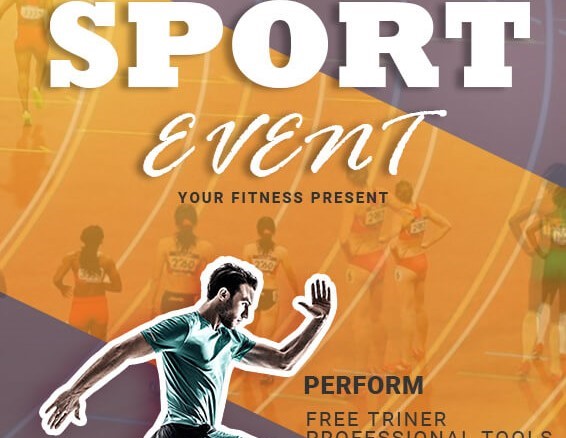 SPORT
EVENT
YOUR FITNESS PRESENT
PERFORM
FREE TRINER
PROFESSIONAL TOOLS